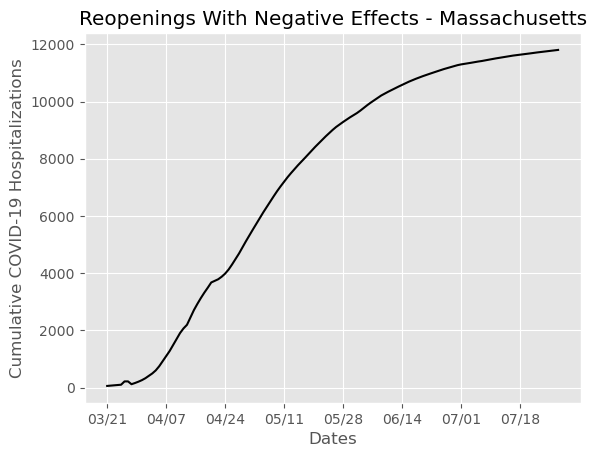 Reopenings With Negative Effects - Massachusetts
Cumulative COVID-19 Hospitalizations
12000
10000
8000
6000
4000
2000
0
03/21 04/07 04/24 05/11 05/28 06/14 07/01 07/18
Dates